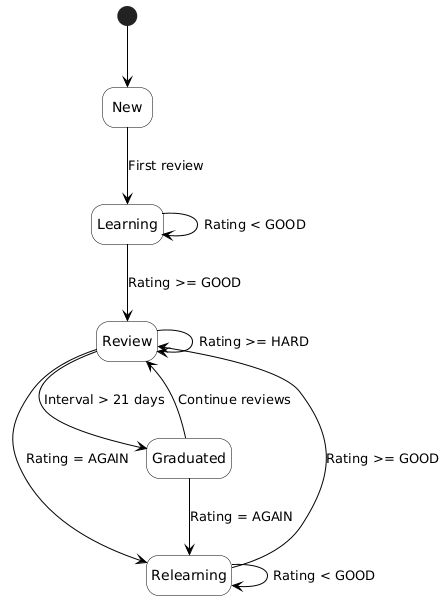 New
First review
Learning
Rating < GOOD
Rating >= GOOD
Review
Rating >= HARD
Interval > 21 days
Continue reviews
Rating = AGAIN
Graduated
Rating >= GOOD
Rating = AGAIN
Relearning
Rating < GOOD